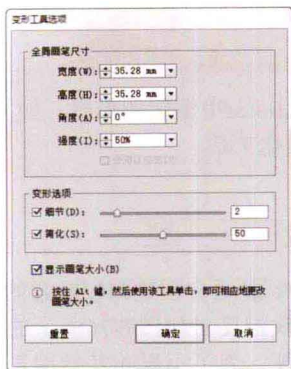 变形工具选项
全局画笔尺寸
宽度(W): 35.28 mm
高度(H): 35.28 mm
角度(A): 0°
强度(I): 50%
变形选项
细节(D): 2
简化(S): 50
显示画笔大小(B)
按住 Alt 键，然后使用该工具单击，即可相应地更改
画笔大小。
重置 确定 取消